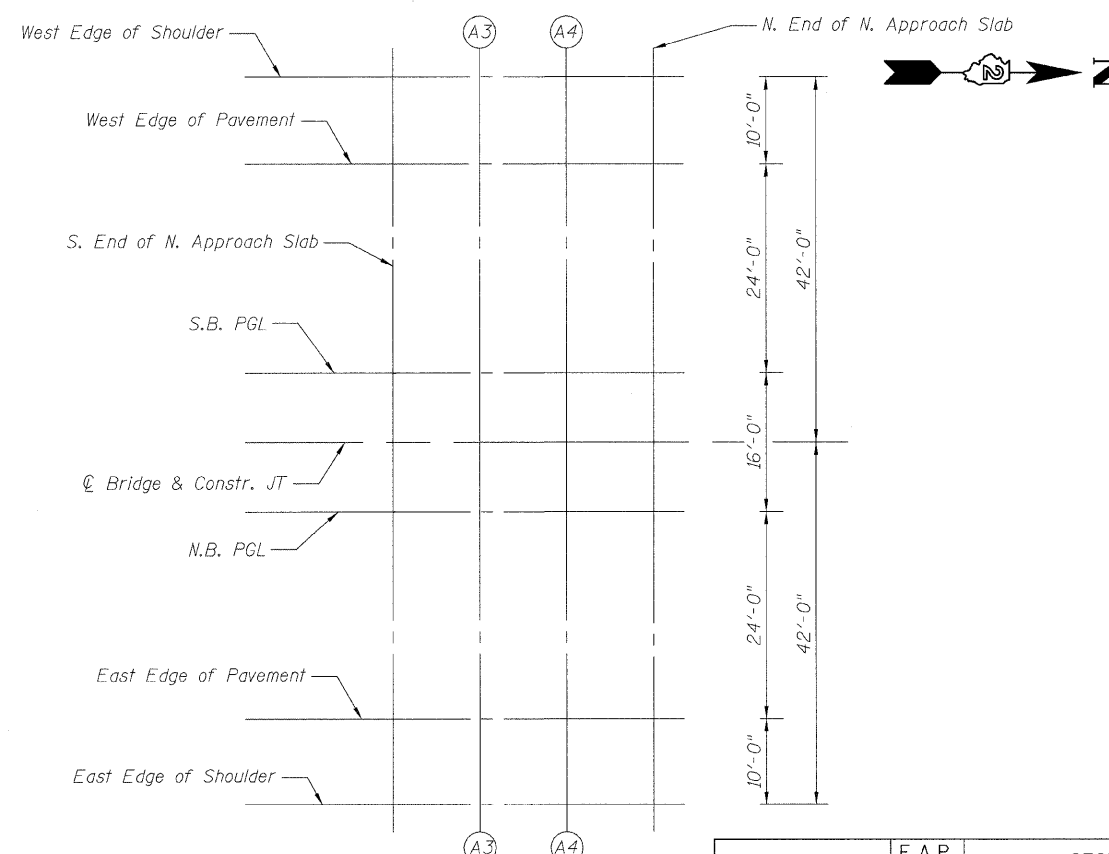 West Edge of Shoulder
A3
A4
N. End of N. Approach Slab
2
N
West Edge of Pavement
10'-0"
S. End of N. Approach Slab
24'-0"
42'-0"
S.B. PGL
16'-0"
℄ Bridge & Constr. JT
N.B. PGL
24'-0"
42'-0"
East Edge of Pavement
10'-0"
East Edge of Shoulder
A3
A4